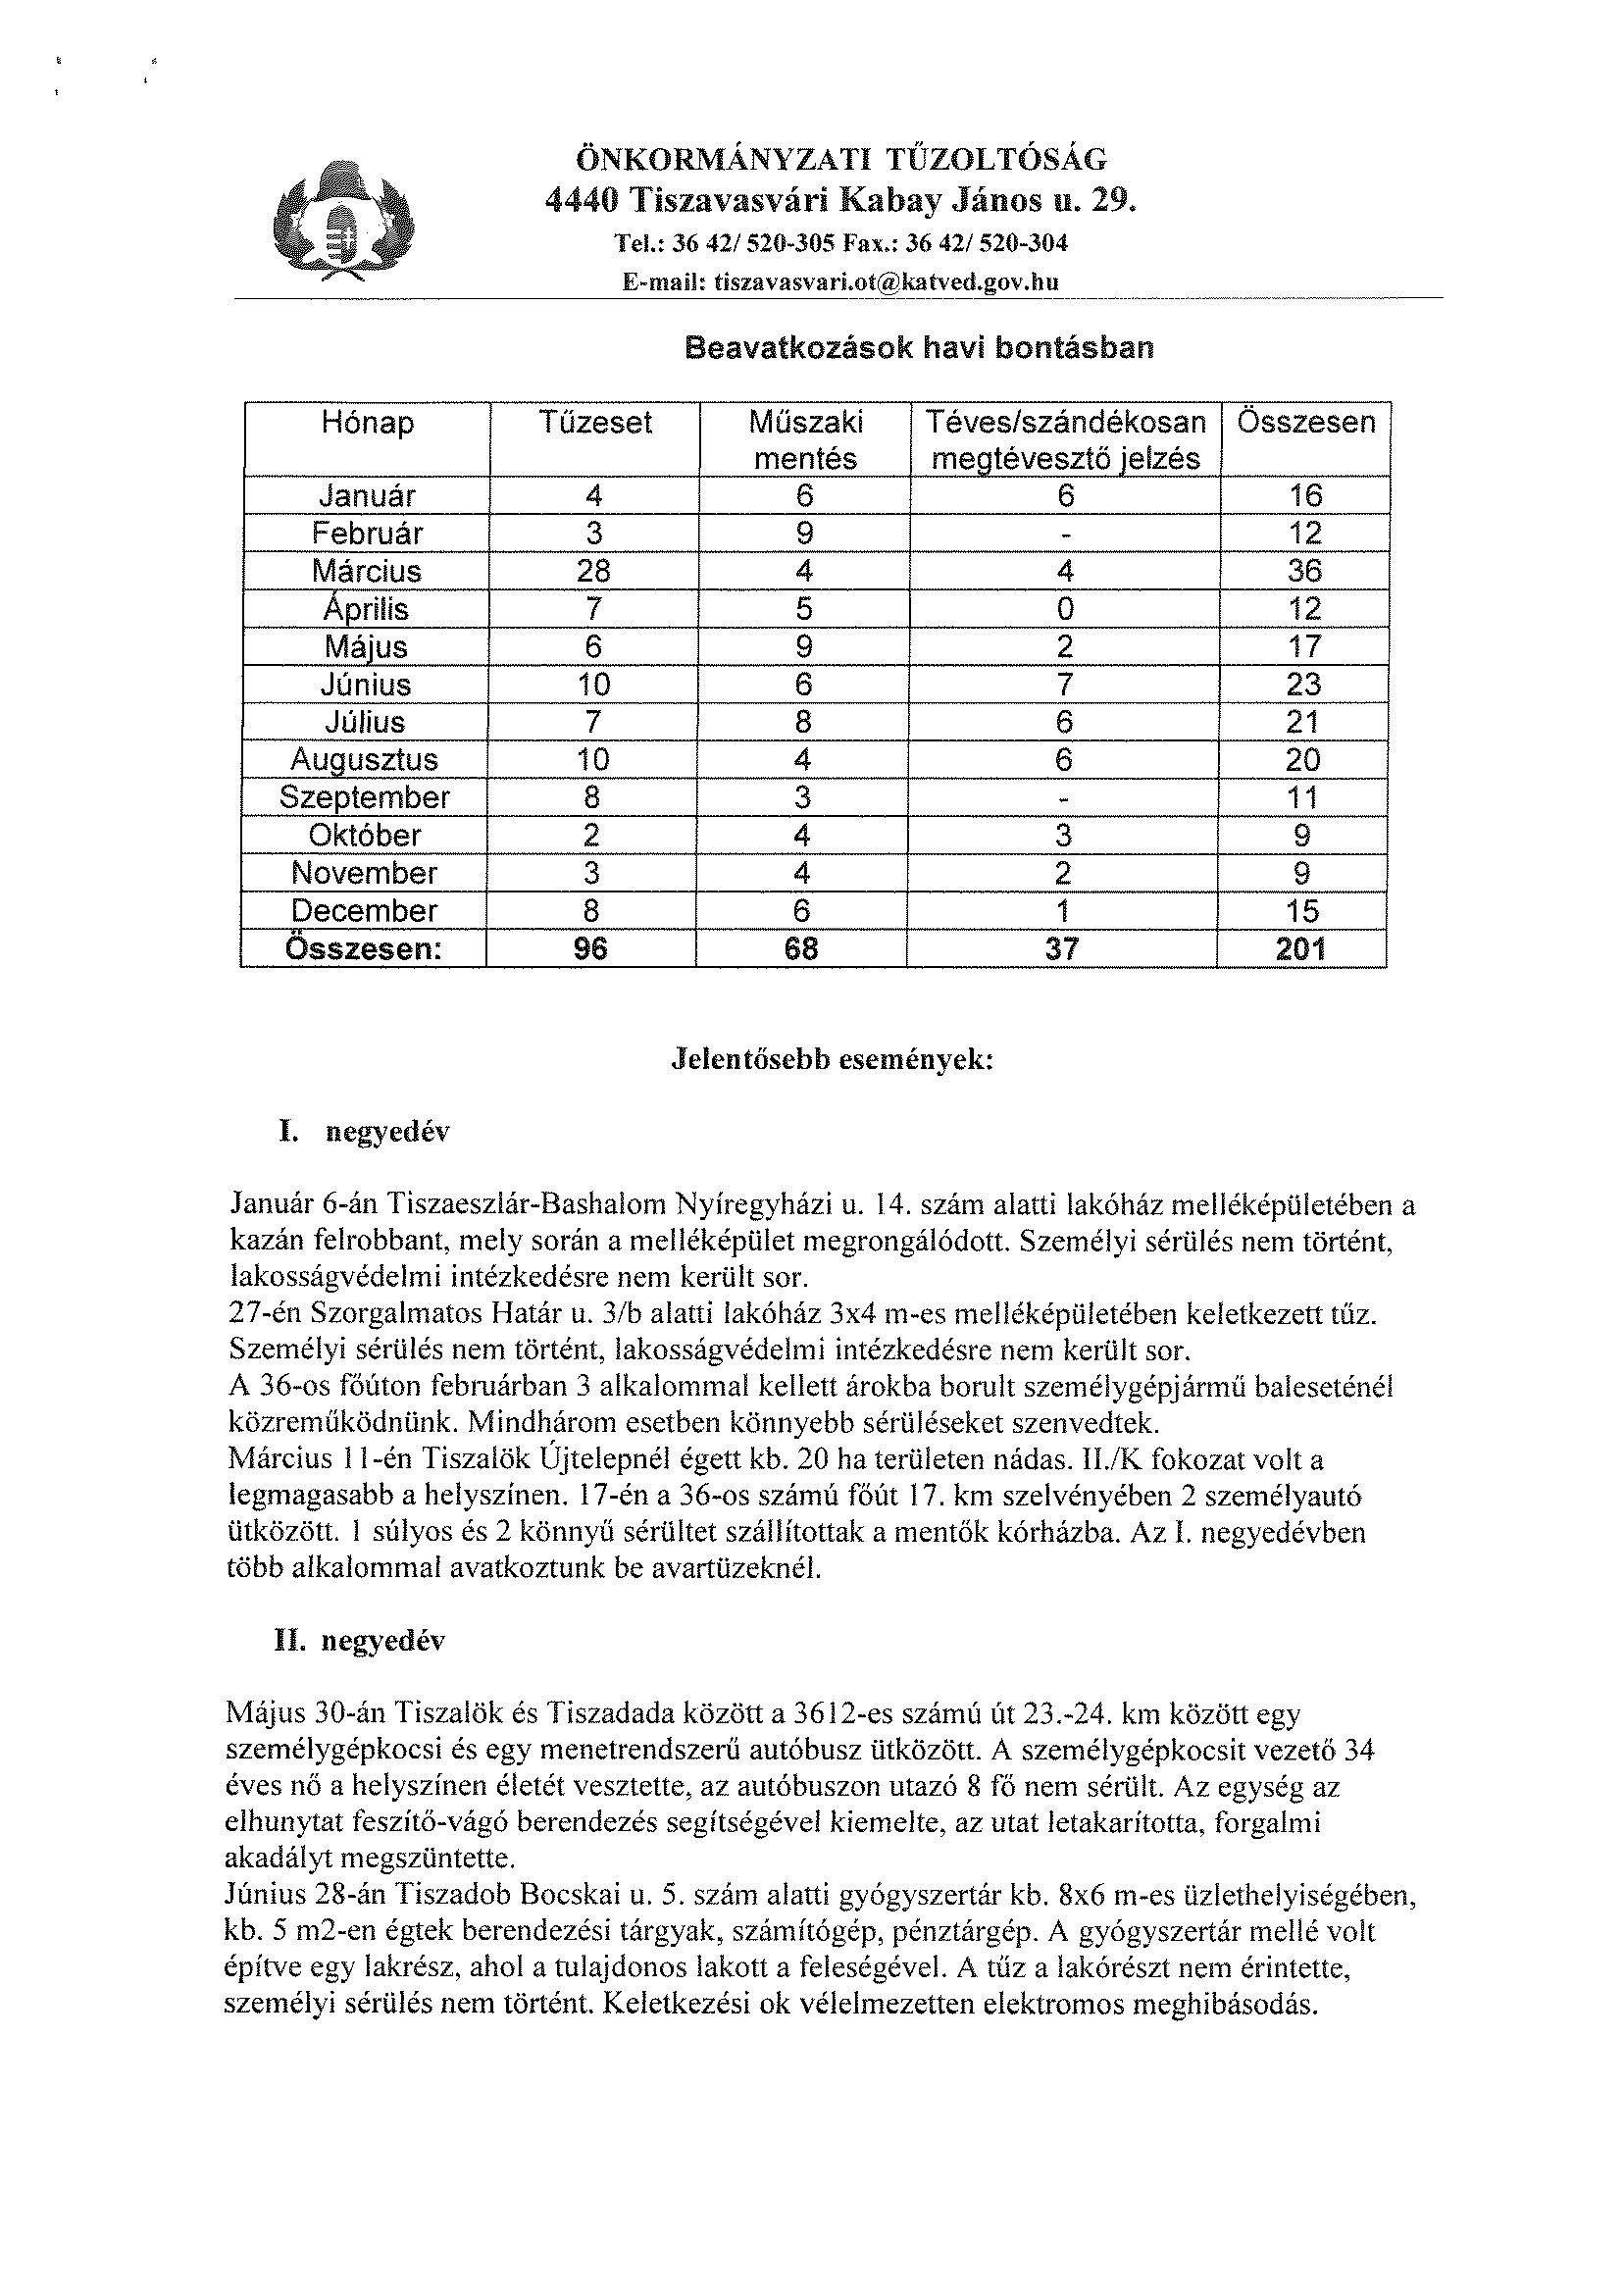 ÖNKORMÁNYZATI TŰZOLTÓSÁG
4440 Tiszavasvári Kabay János u. 29.
Tel.: 36 42/ 520-305 Fax.: 36 42/ 520-304
E-mail: tiszavasvari.ot@katved.gov.hu
Beavatkozások havi bontásban
Hónap Tűzeset Műszaki mentés Téves/szándékosan megtévesztő jelzés Összesen
Január 4 6 6 16
Február 3 9 - 12
Március 28 4 4 36
Április 7 5 0 12
Május 6 9 2 17
Június 10 6 7 23
Július 7 8 6 21
Augusztus 10 4 6 20
Szeptember 8 3 - 11
Október 2 4 3 9
November 3 4 2 9
December 8 6 1 15
Összesen: 96 68 37 201
Jelentősebb események:
I. negyedév
Január 6-án Tiszaeszlár-Bashalom Nyíregyházi u. 14. szám alatti lakóház melléképületében a
kazán felrobbant, mely során a melléképület megrongálódott. Személyi sérülés nem történt,
lakosságvédelmi intézkedésre nem került sor.
27-én Szorgalmatos Határ u. 3/b alatti lakóház 3x4 m-es melléképületében keletkezett tűz.
Személyi sérülés nem történt, lakosságvédelmi intézkedésre nem került sor.
A 36-os főúton februárban 3 alkalommal kellett árokba borult személygépjármű baleseténél
közreműködnünk. Mindhárom esetben könnyebb sérüléseket szenvedtek.
Március 11-én Tiszalök Újtelepnél égett kb. 20 ha területen nádas. II./K fokozat volt a
legmagasabb a helyszínen. 17-én a 36-os számú főút 17. km szelvényében 2 személyautó
ütközött. 1 súlyos és 2 könnyű sérültet szállítottak a mentők kórházba. Az I. negyedévben
több alkalommal avatkoztunk be avartüzeknél.
II. negyedév
Május 30-án Tiszalök és Tiszadada között a 3612-es számú út 23.-24. km között egy
személygépkocsi és egy menetrendszerű autóbusz ütközött. A személygépkocsit vezető 34
éves nő a helyszínen életét vesztette, az autóbuszon utazó 8 fő nem sérült. Az egység az
elhunytat feszítő-vágó berendezés segítségével kiemelte, az utat letakarította, forgalmi
akadályt megszüntette.
Június 28-án Tiszadob Bocskai u. 5. szám alatti gyógyszertár kb. 8x6 m-es üzlethelyiségében,
kb. 5 m2-en égtek berendezési tárgyak, számítógép, pénztárgép. A gyógyszertár mellé volt
építve egy lakrész, ahol a tulajdonos lakott a feleségével. A tűz a lakórészt nem érintette,
személyi sérülés nem történt. Keletkezési ok vélelmezetten elektromos meghibásodás.